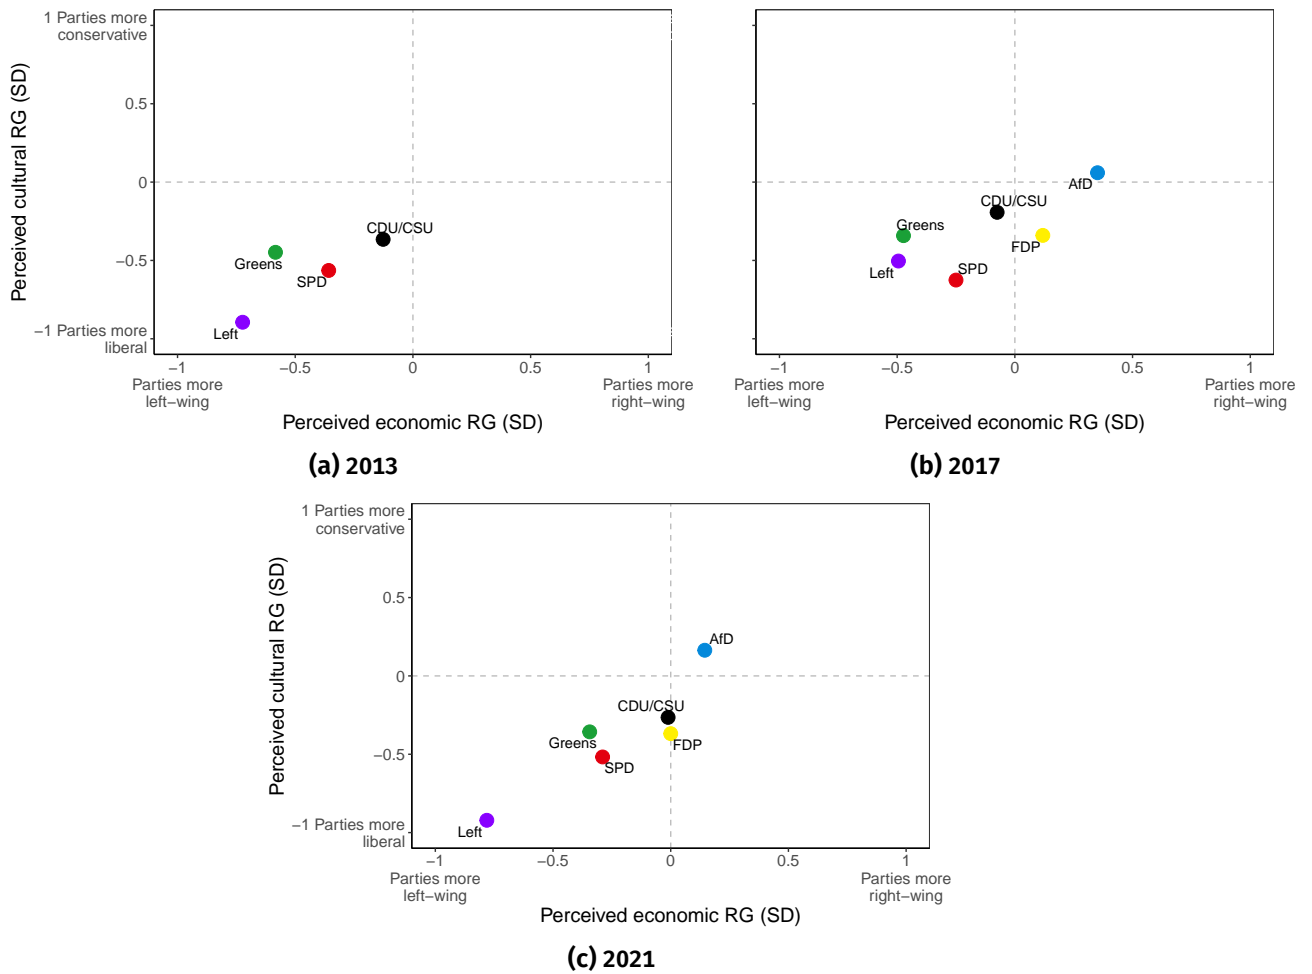 1 Parties more
conservative
0.5
0
−0.5
−1 Parties more
liberal
Perceived cultural RG (SD)
CDU/CSU
Greens
SPD
Left
−1
Parties more
left−wing
−0.5
0
0.5
1
Parties more
right−wing
Perceived economic RG (SD)
(a) 2013
AfD
CDU/CSU
Greens
FDP
Left
SPD
−1
Parties more
left−wing
−0.5
0
0.5
1
Parties more
right−wing
Perceived economic RG (SD)
(b) 2017
1 Parties more
conservative
0.5
0
−0.5
−1 Parties more
liberal
Perceived cultural RG (SD)
AfD
CDU/CSU
Greens
FDP
SPD
Left
−1
Parties more
left−wing
−0.5
0
0.5
1
Parties more
right−wing
Perceived economic RG (SD)
(c) 2021